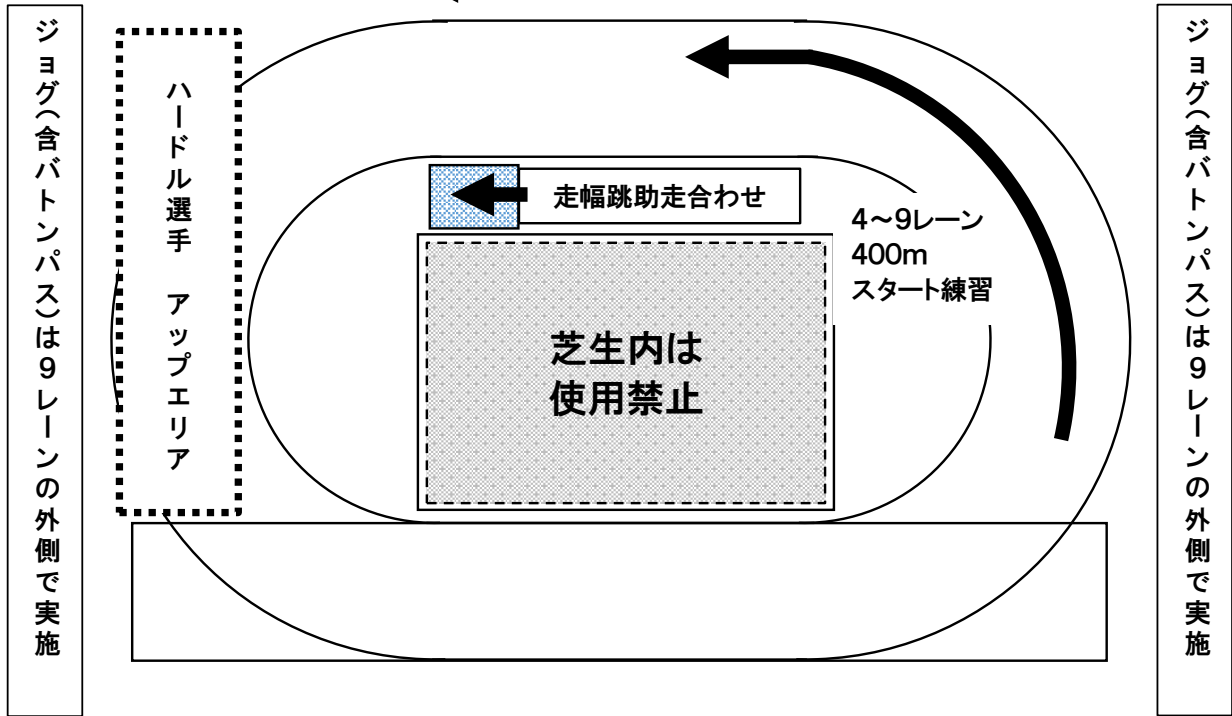 ジョグ（含バトンパス）は９レーンの外側で実施
ハードル選手　アップエリア
走幅跳助走合わせ
4～9レーン
400m
スタート練習
芝生内は
使用禁止
ジョグ（含バトンパス）は９レーンの外側で実施